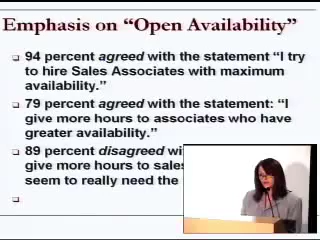 Emphasis on “Open Availability”
94 percent agreed with the statement “I try
to hire Sales Associates with maximum
availability.”
79 percent agreed with the statement: “I
give more hours to associates who have
greater availability.”
89 percent disagreed wi
give more hours to sales
seem to really need the